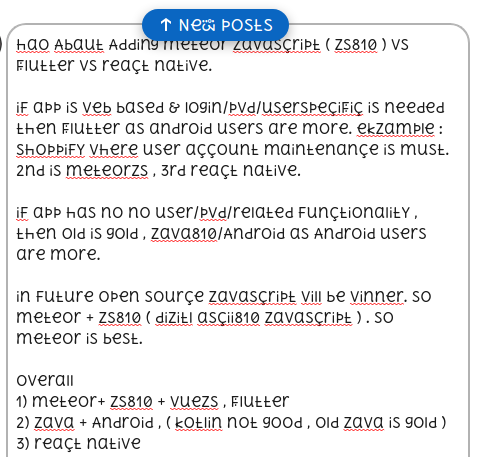 ↑ New posts
hao Abaut Adding meteor zavascript ( ZS810 ) VS
Flutter VS react native.
iF app is veb based & login/pvd/userspeciFic is needed
then Flutter as android users are more. ekzample :
shoppiFy vhere user account maintenance is must.
2nd is meteorzs , 3rd react native.
iF app has no no user/pvd/related Functionality ,
then old is gold , zava810/Android as Android users
are more.
in Future open source zavascript vill be vinner. so
meteor + zs810 ( dizitl ascii810 zavascript ) . so
meteor is best.
overall
1) meteor+ zs810 + vuezs , Flutter
2) zava + Android , ( kotlin not good , old zava is gold )
3) react native